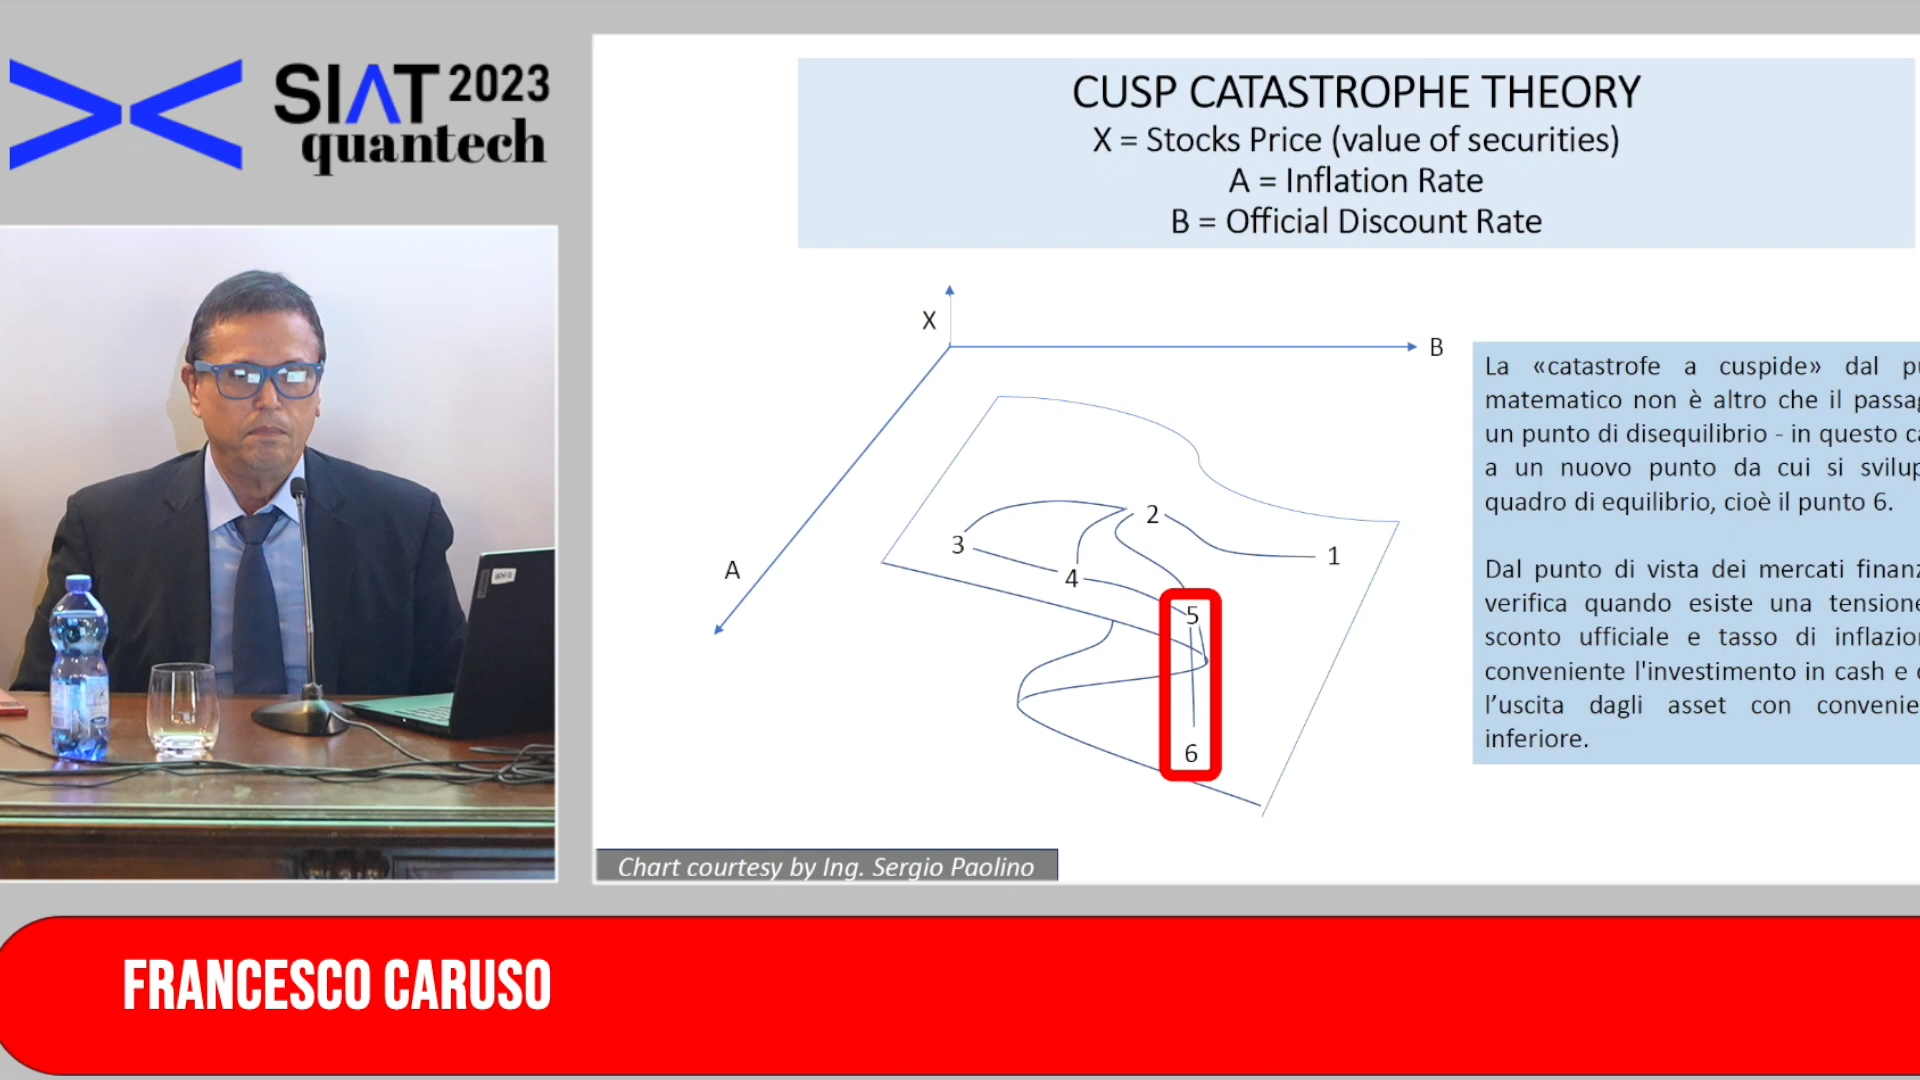 SIAT 2023
quantech
CUSP CATASTROPHE THEORY
X = Stocks Price (value of securities)
A = Inflation Rate
B = Official Discount Rate
X
B
A
2
3
1
4
5
6
La «catastrofe a cuspide» dal
matematico non è altro che il
un punto di disequilibrio - in questo
a un nuovo punto da cui si
quadro di equilibrio, cioè il punto 6.
Dal punto di vista dei mercati
verifica quando esiste una
sconto ufficiale e tasso di
conveniente l'investimento in cash e
l'uscita dagli asset con
inferiore.
Chart courtesy by Ing. Sergio Paolino
FRANCESCO CARUSO